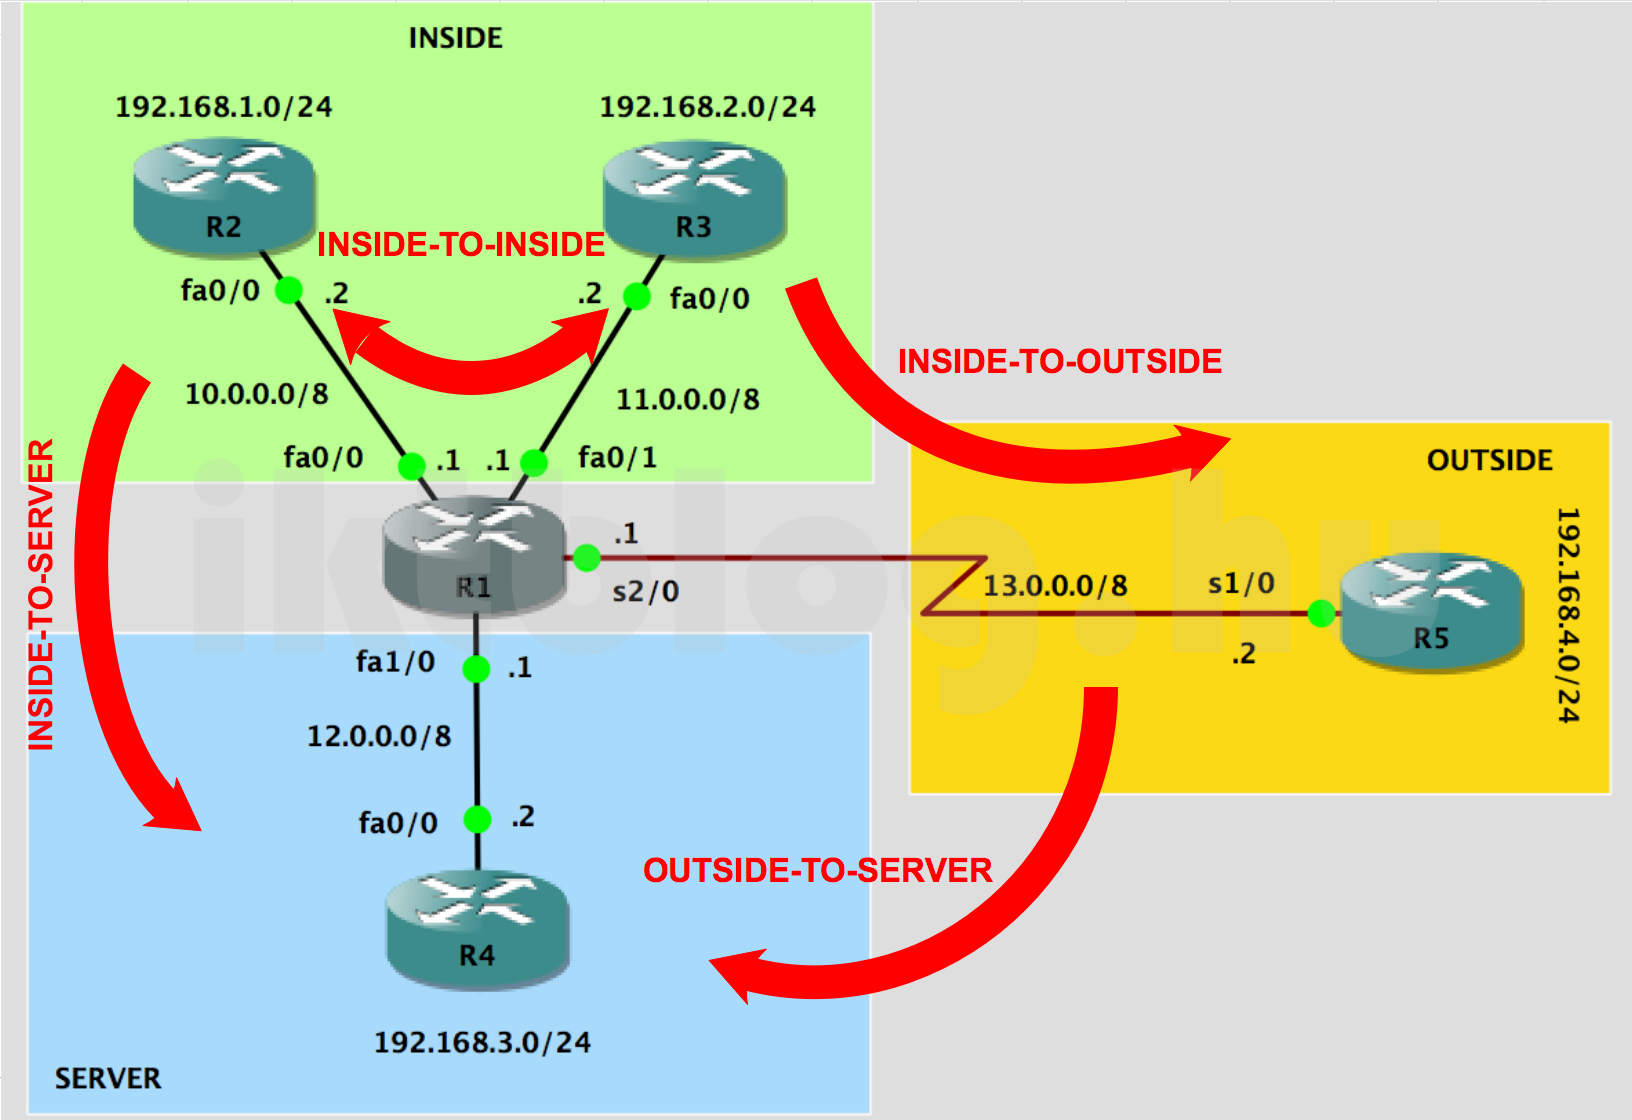 INSIDE
192.168.1.0/24
192.168.2.0/24
R2
R3
INSIDE-TO-INSIDE
fa0/0
.2
.2
fa0/0
INSIDE-TO-OUTSIDE
10.0.0.0/8
11.0.0.0/8
fa0/0
.1
.1
fa0/1
INSIDE-TO-SERVER
OUTSIDE
192.168.4.0/24
R1
.1
s2/0
13.0.0.0/8
s1/0
.2
R5
iktblog.hu
fa1/0
.1
12.0.0.0/8
fa0/0
.2
OUTSIDE-TO-SERVER
R4
192.168.3.0/24
SERVER